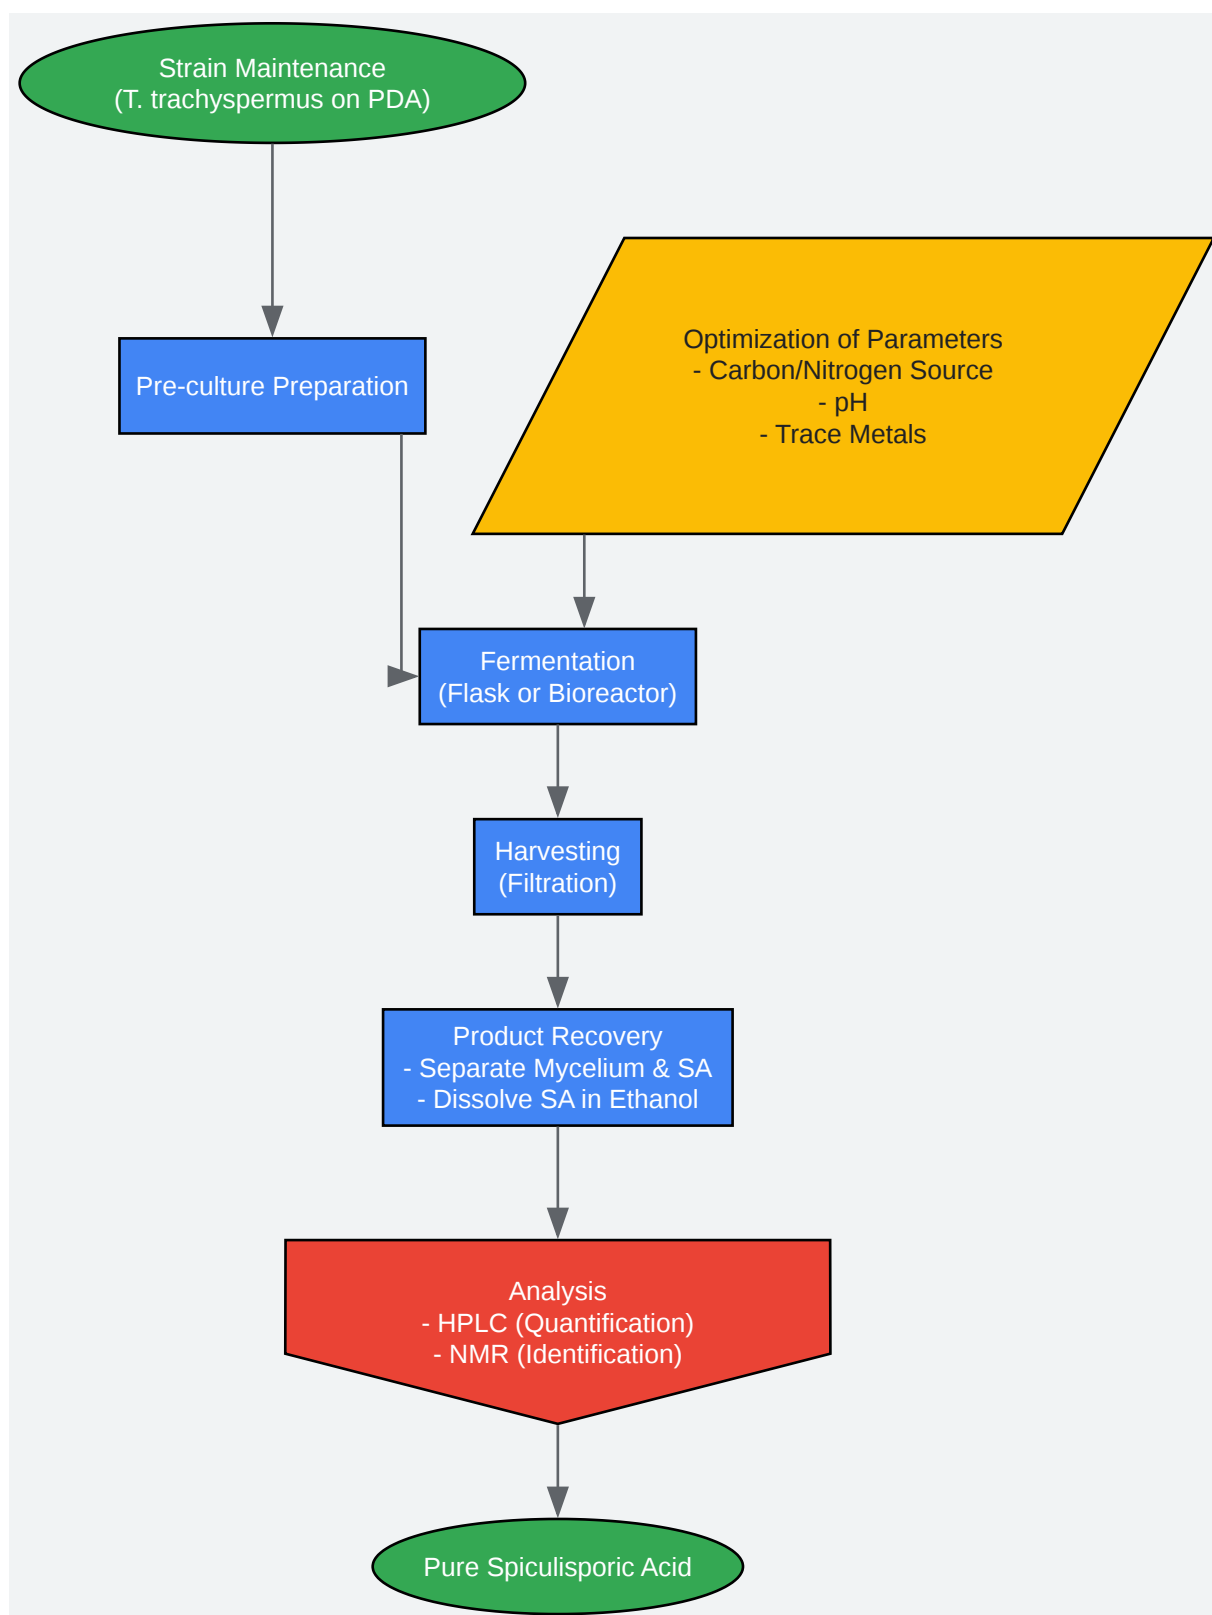 Strain Maintenance
(T. trachyspermus on PDA)
Optimization of Parameters
- Carbon/Nitrogen Source
- pH
- Trace Metals
Pre-culture Preparation
Fermentation
(Flask or Bioreactor)
Harvesting
(Filtration)
Product Recovery
- Separate Mycelium & SA
- Dissolve SA in Ethanol
Analysis
- HPLC (Quantification)
- NMR (Identification)
Pure Spiculisporic Acid